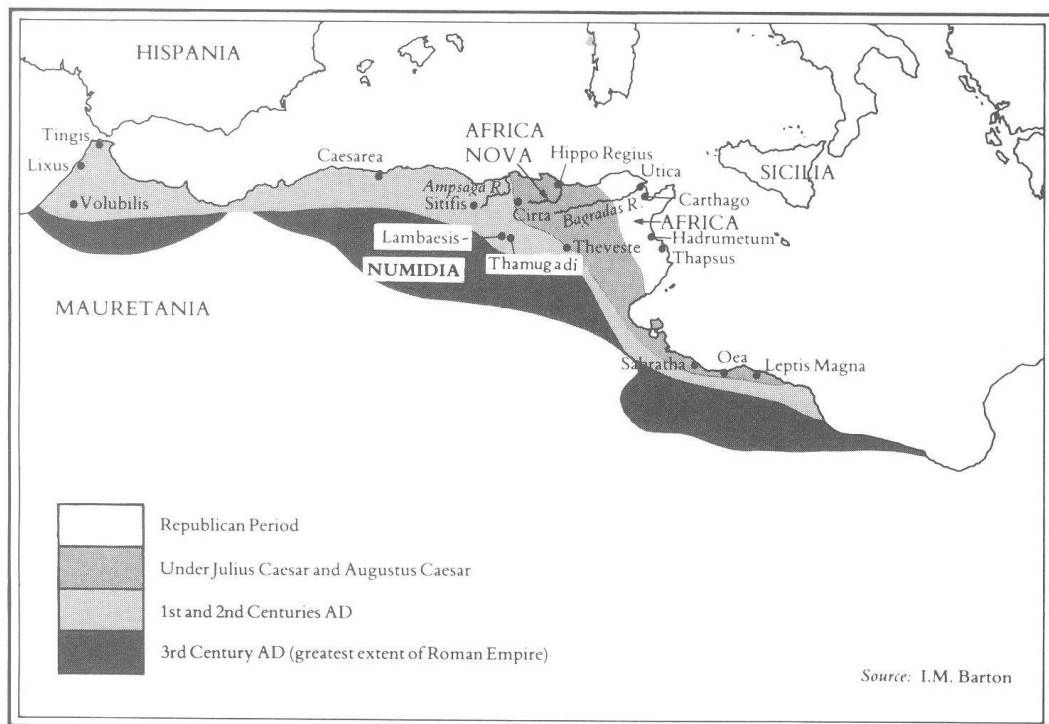 HISPANIA
Tingis
Lixus
Volubilis
MAURETANIA
Caesarea
AFRICA
NOVA
Hippo Regius
Ampsaga R.
Sitifis
Cirta
Bagradas R.
Utica
Carthago
SICILIA
AFRICA
Hadrumetum
Thapsus
Lambaesis
Theveste
NUMIDIA
Thamugadi
Sabratha
Oea
Leptis Magna
Republican Period
Under Julius Caesar and Augustus Caesar
1st and 2nd Centuries AD
3rd Century AD (greatest extent of Roman Empire)
Source: I.M. Barton